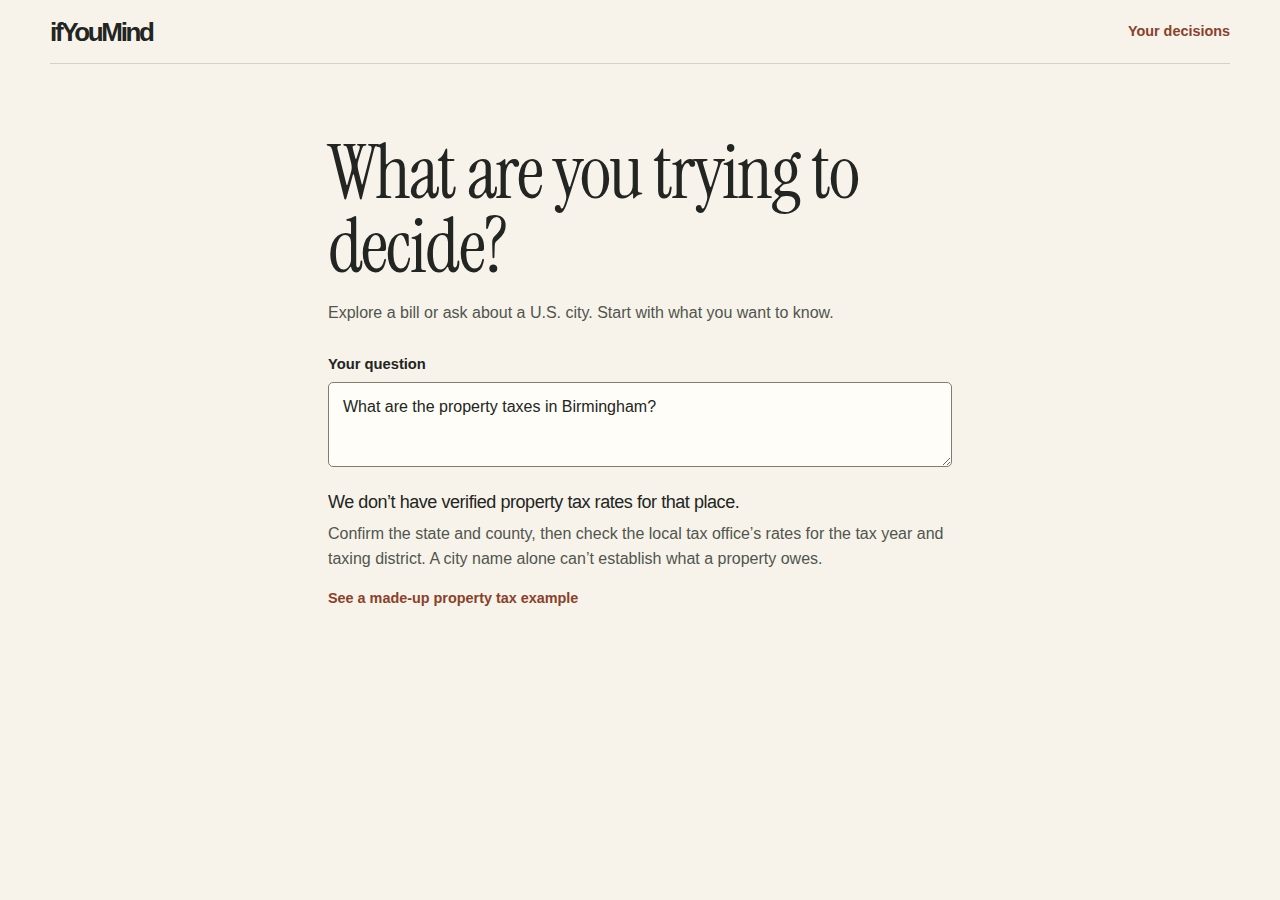 ifYouMind
Your decisions
What are you trying to
decide?
Explore a bill or ask about a U.S. city. Start with what you want to know.
Your question
What are the property taxes in Birmingham?
We don’t have verified property tax rates for that place.
Confirm the state and county, then check the local tax office’s rates for the tax year and
taxing district. A city name alone can’t establish what a property owes.
See a made-up property tax example